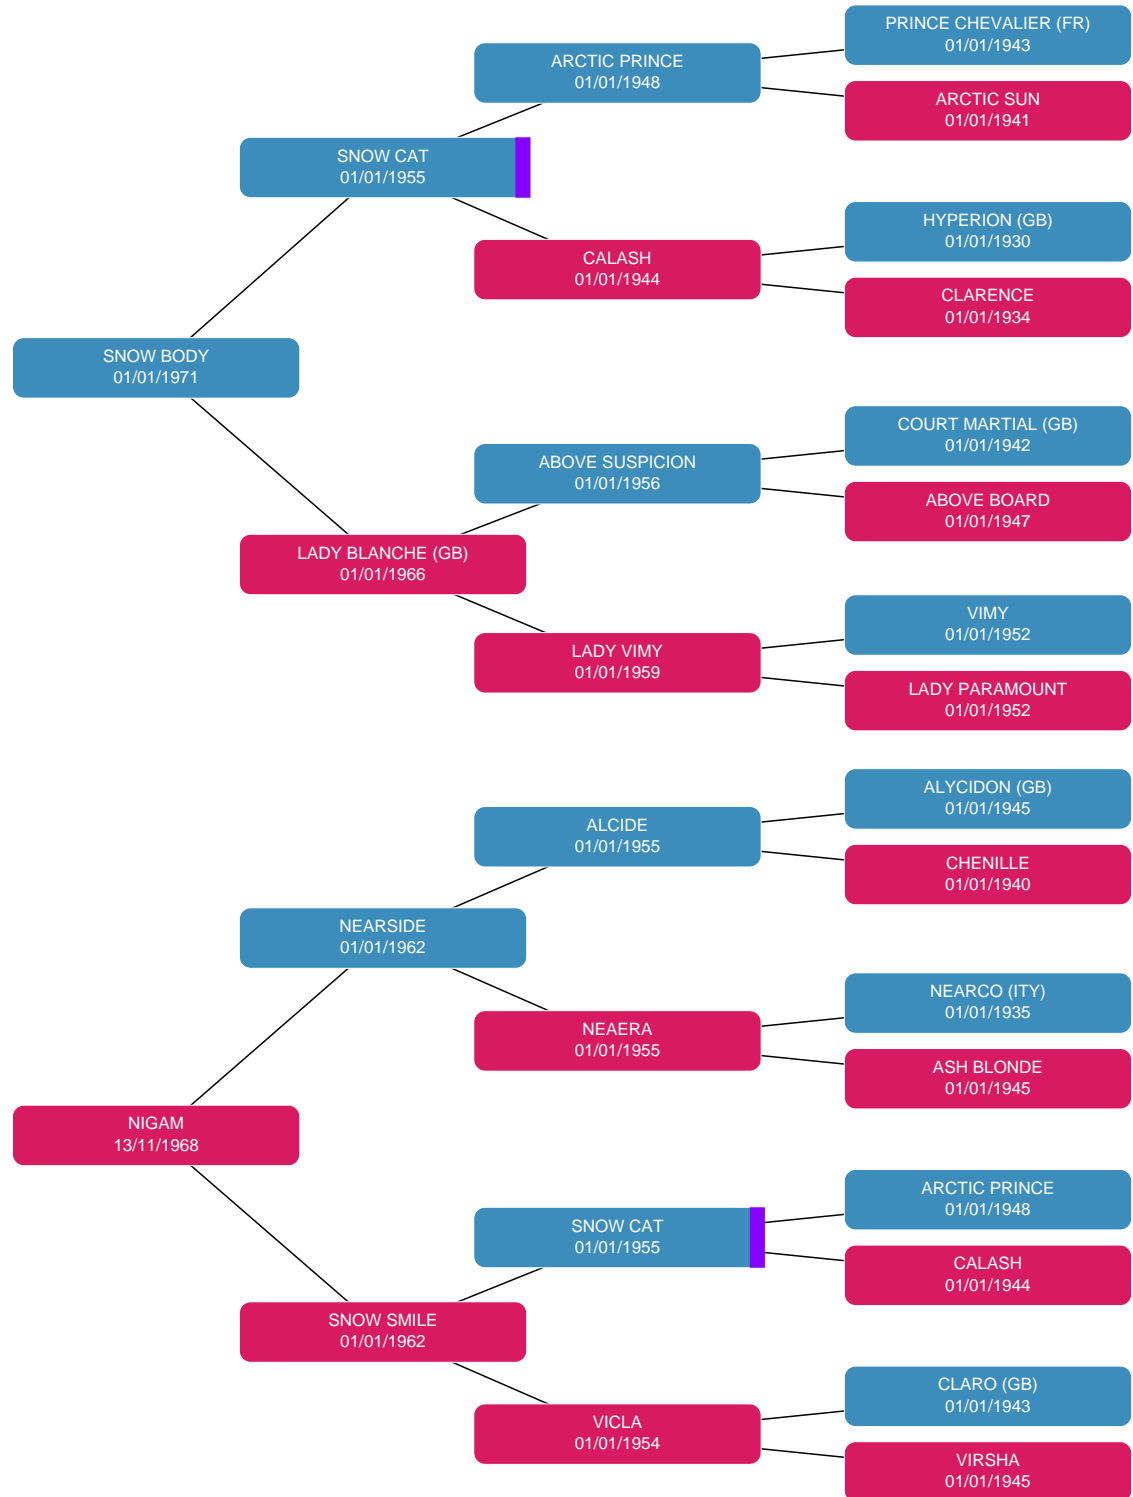 PRINCE CHEVALIER (FR)
01/01/1943
ARCTIC PRINCE
01/01/1948
ARCTIC SUN
01/01/1941
SNOW CAT
01/01/1955
HYPERION (GB)
01/01/1930
CALASH
01/01/1944
CLARENCE
01/01/1934
SNOW BODY
01/01/1971
COURT MARTIAL (GB)
01/01/1942
ABOVE SUSPICION
01/01/1956
ABOVE BOARD
01/01/1947
LADY BLANCHE (GB)
01/01/1966
VIMY
01/01/1952
LADY VIMY
01/01/1959
LADY PARAMOUNT
01/01/1952
ALYCIDON (GB)
01/01/1945
ALCIDE
01/01/1955
CHENILLE
01/01/1940
NEARSIDE
01/01/1962
NEARCO (ITY)
01/01/1935
NEAERA
01/01/1955
ASH BLONDE
01/01/1945
NIGAM
13/11/1968
ARCTIC PRINCE
01/01/1948
SNOW CAT
01/01/1955
CALASH
01/01/1944
SNOW SMILE
01/01/1962
CLARO (GB)
01/01/1943
VICLA
01/01/1954
VIRSHA
01/01/1945